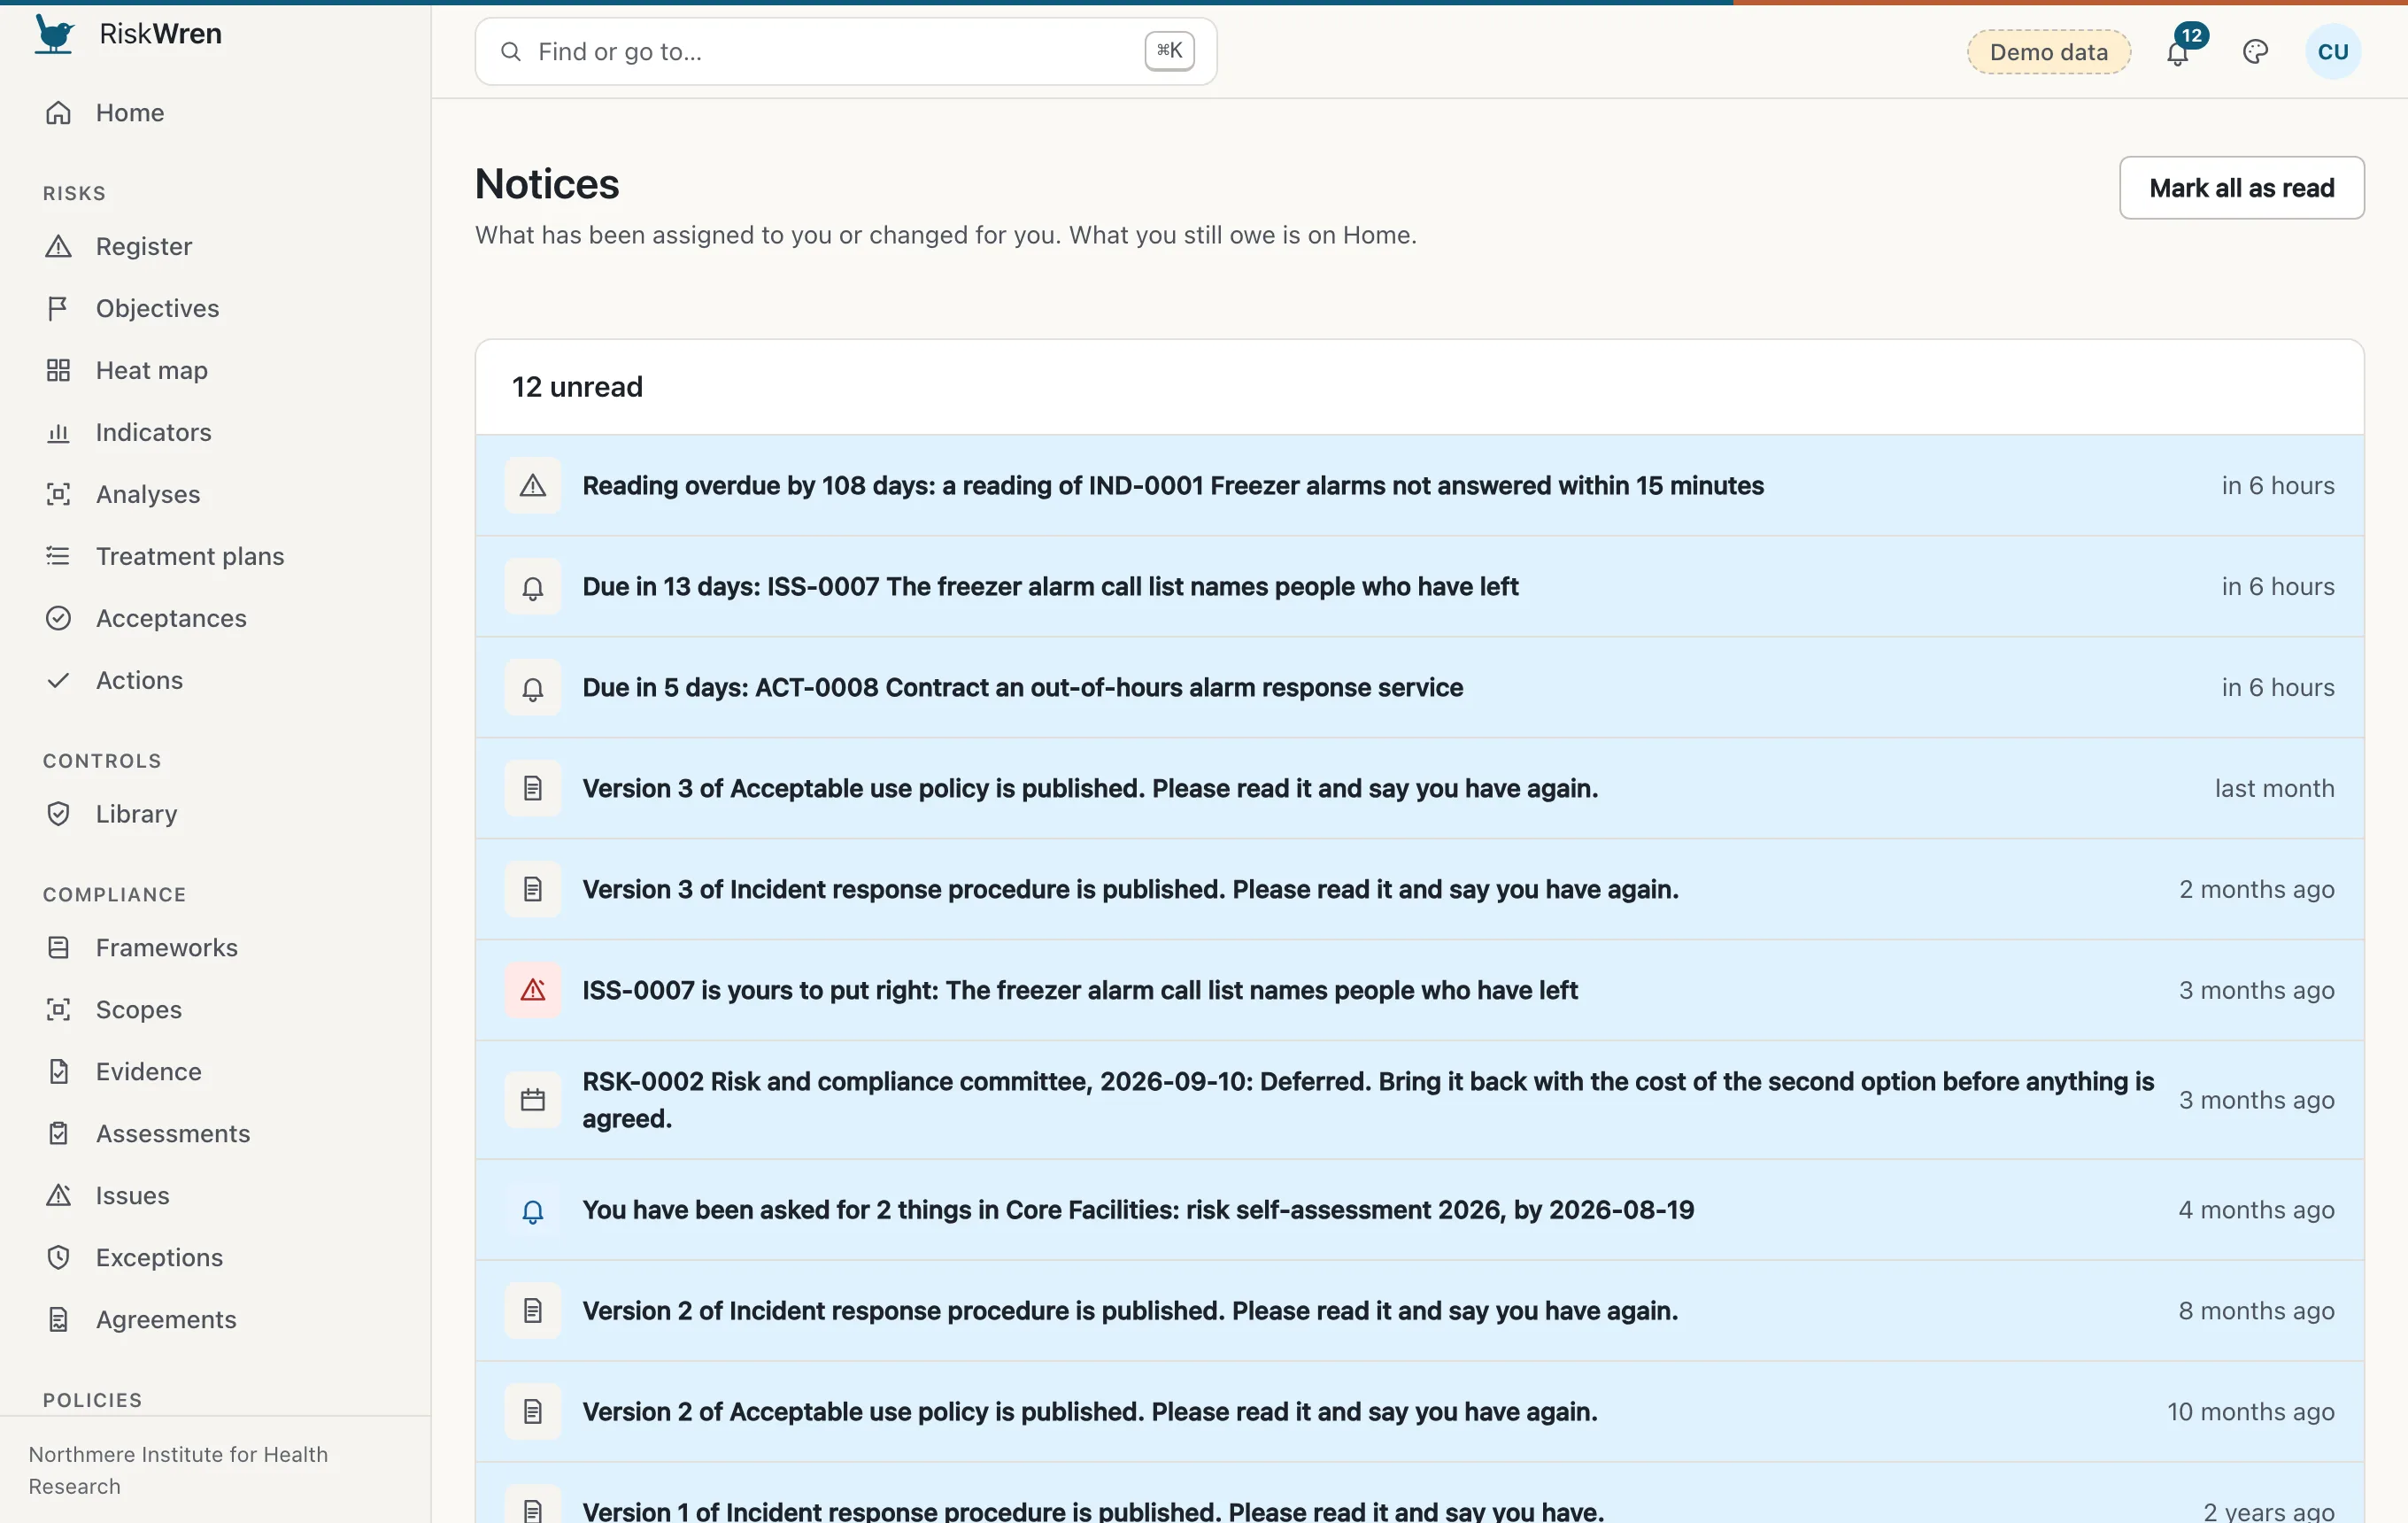 RiskWren
Find or go to...
⌘K
Demo data
12
CU
Home
RISKS
Register
Objectives
Heat map
Indicators
Analyses
Treatment plans
Acceptances
Actions
CONTROLS
Library
COMPLIANCE
Frameworks
Scopes
Evidence
Assessments
Issues
Exceptions
Agreements
POLICIES
Northmere Institute for Health
Research
Notices
Mark all as read
What has been assigned to you or changed for you. What you still owe is on Home.
12 unread
Reading overdue by 108 days: a reading of IND-0001 Freezer alarms not answered within 15 minutes
in 6 hours
Due in 13 days: ISS-0007 The freezer alarm call list names people who have left
in 6 hours
Due in 5 days: ACT-0008 Contract an out-of-hours alarm response service
in 6 hours
Version 3 of Acceptable use policy is published. Please read it and say you have again.
last month
Version 3 of Incident response procedure is published. Please read it and say you have again.
2 months ago
ISS-0007 is yours to put right: The freezer alarm call list names people who have left
3 months ago
RSK-0002 Risk and compliance committee, 2026-09-10: Deferred. Bring it back with the cost of the second option before anything is
agreed.
3 months ago
You have been asked for 2 things in Core Facilities: risk self-assessment 2026, by 2026-08-19
4 months ago
Version 2 of Incident response procedure is published. Please read it and say you have again.
8 months ago
Version 2 of Acceptable use policy is published. Please read it and say you have again.
10 months ago
Version 1 of Incident response procedure is published. Please read it and say you have.
2 years ago